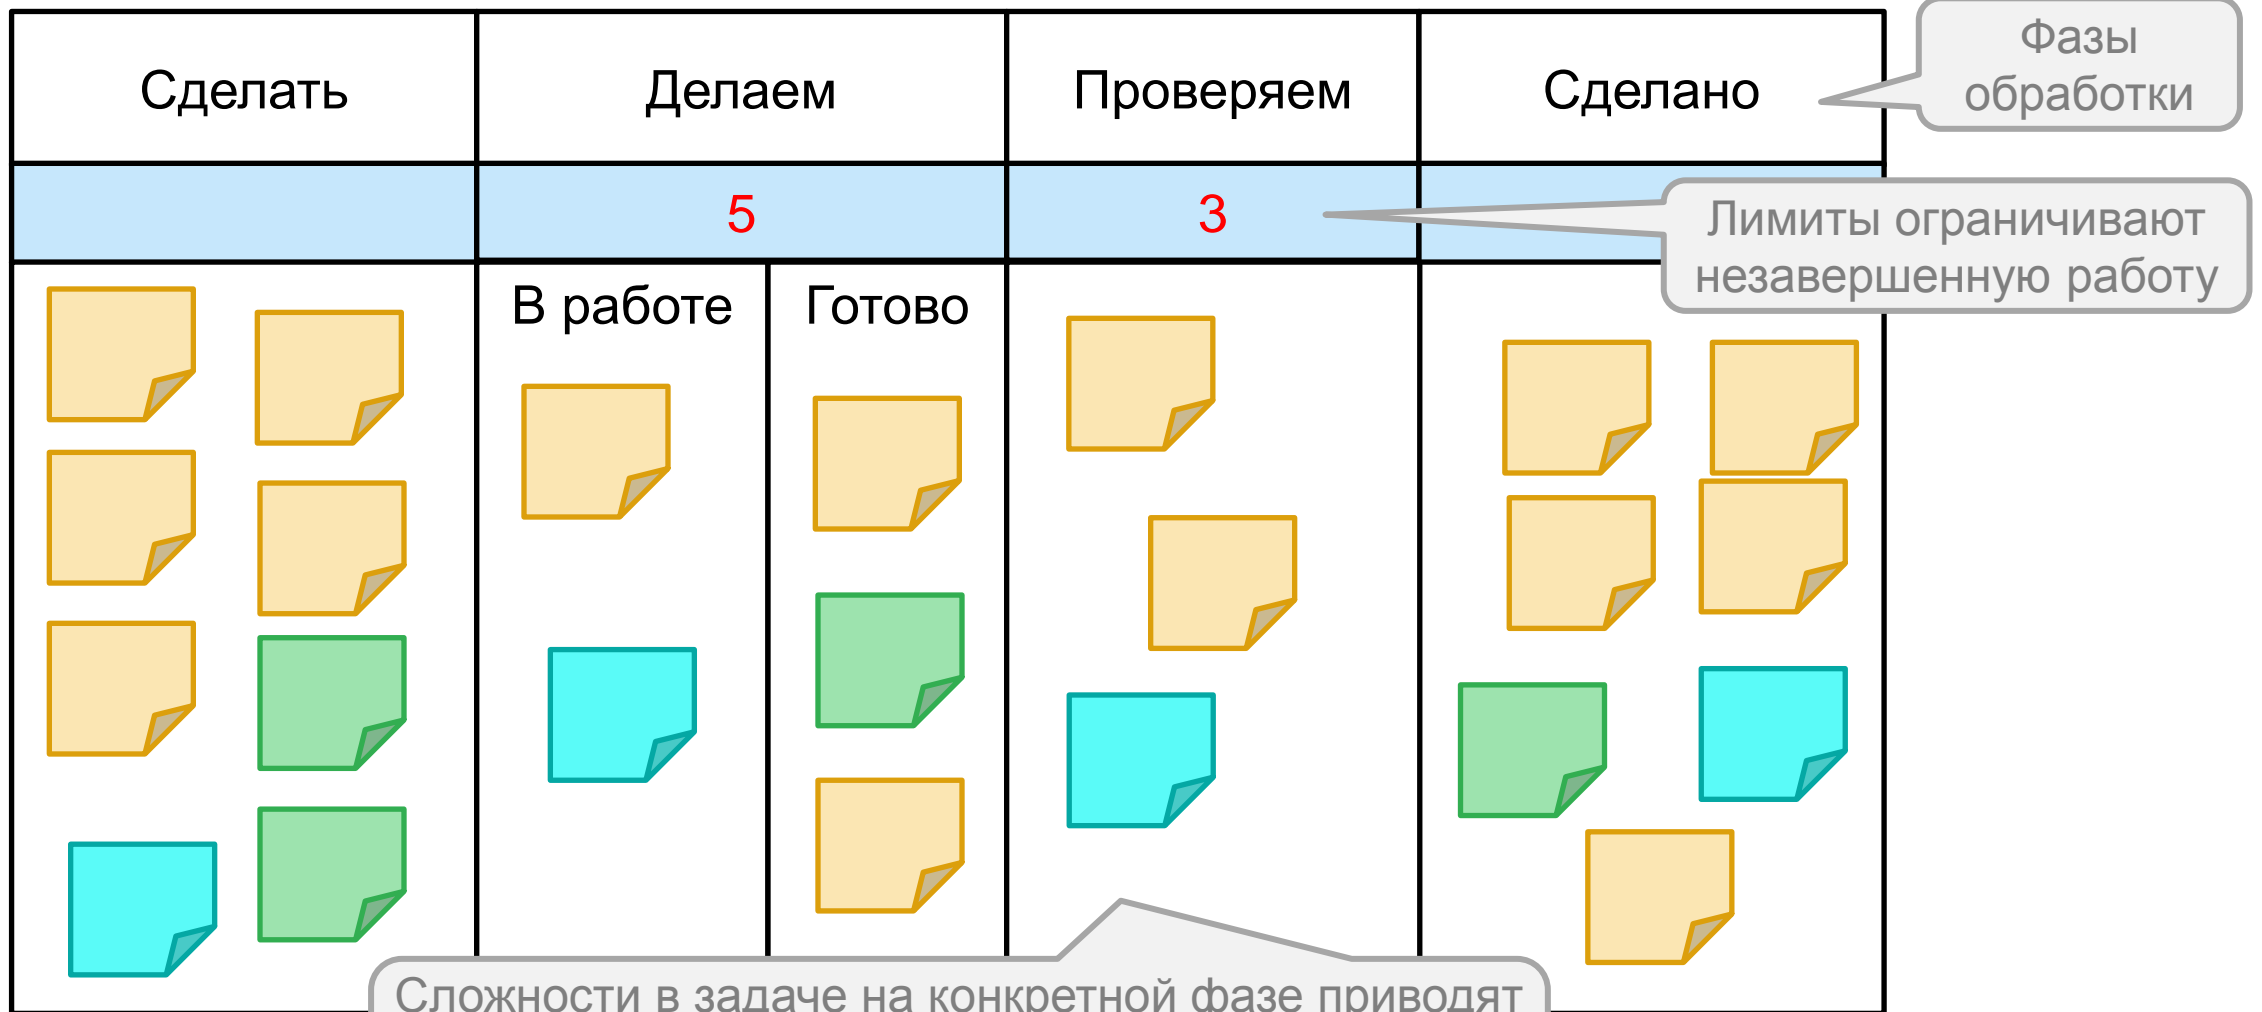 Сделать
Делаем
Проверяем
Сделано
Фазы
обработки
5
3
Лимиты ограничивают
незавершенную работу
В работе
Готово
Сложности в задаче на конкретной фазе приводят